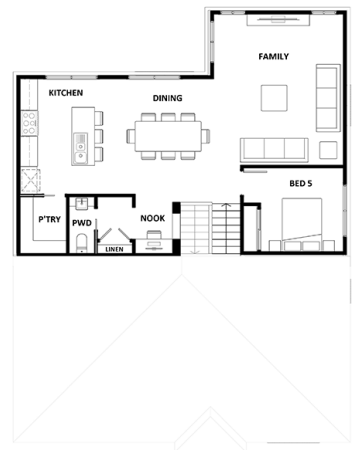 FAMILY
KITCHEN
DINING
BED 5
P'TRY
PWD
NOOK
LINEN